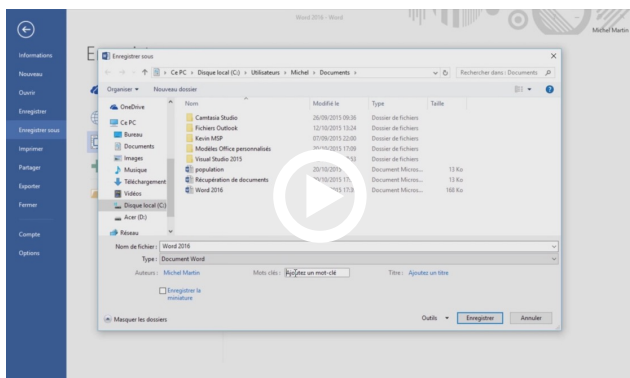 Word 2016 - Word
Michel Martin
Informations
Nouveau
Ouvrir
Enregistrer
Enregistrer sous
Imprimer
Partager
Exporter
Fermer
Compte
Options
Enregistrer sous
Ce PC > Disque local (C:) > Utilisateurs > Michel > Documents >
Rechercher dans : Documents
Organiser
Nouveau dossier
OneDrive
Ce PC
Bureau
Documents
Images
Musique
Téléchargement
Vidéos
Disque local (C:)
Acer (D:)
Réseau
Nom Modifié le Type Taille
Camtasia Studio 26/09/2015 09:36 Dossier de fichiers
Fichiers Outlook 12/10/2015 13:24 Dossier de fichiers
Kevin MSP 07/09/2015 22:00 Dossier de fichiers
Modèles Office personnalisés 20/10/2015 17:09 Dossier de fichiers
Visual Studio 2015 Dossier de fichiers
population Document Micros... 13 Ko
Récupération de documents Document Micros... 13 Ko
Word 2016 Document Micros... 168 Ko
Nom de fichier : Word 2016
Type : Document Word
Auteurs : Michel Martin Mots clés : Ajoutez un mot-clé Titre : Ajoutez un titre
Enregistrer la
miniature
Masquer les dossiers
Outils Enregistrer Annuler